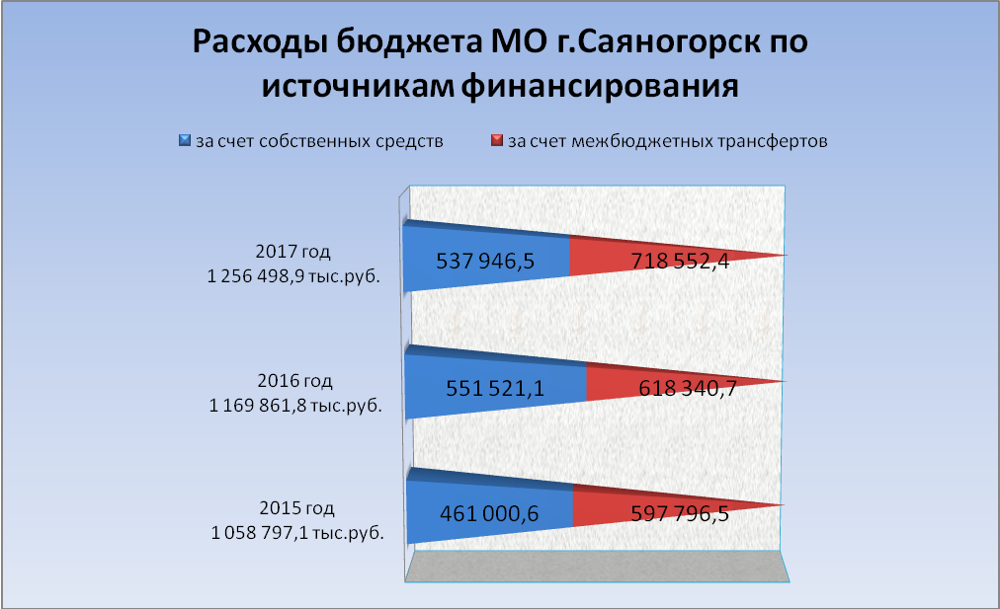 Расходы бюджета МО г.Саяногорск по
источникам финансирования
за счет собственных средств за счет межбюджетных трансфертов
2017 год
1 256 498,9 тыс.руб.
537 946,5 718 552,4
2016 год
1 169 861,8 тыс.руб.
551 521,1 618 340,7
2015 год
1 058 797,1 тыс.руб.
461 000,6 597 796,5